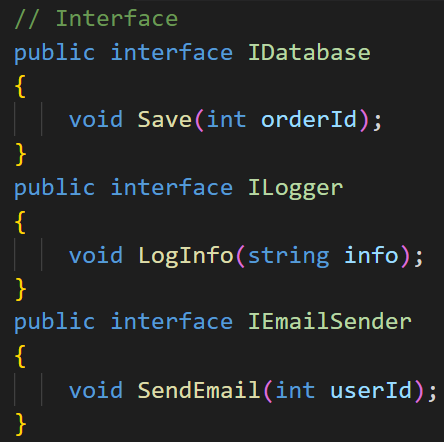 // Interface
public interface IDatabase
{
    void Save(int orderId);
}
public interface ILogger
{
    void LogInfo(string info);
}
public interface IEmailSender
{
    void SendEmail(int userId);
}